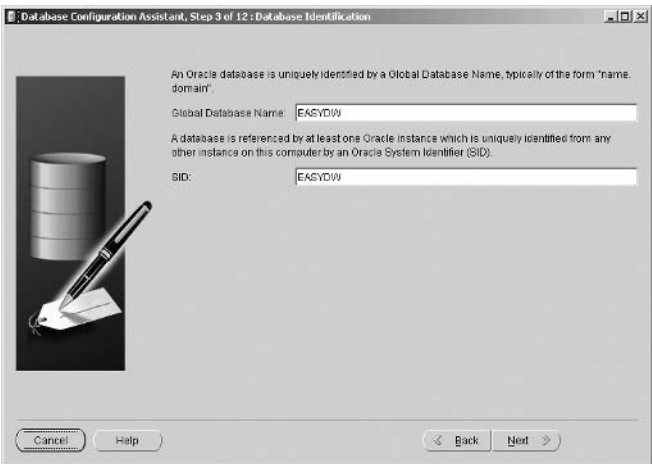 Database Configuration Assistant, Step 3 of 12 : Database Identification
An Oracle database is uniquely identified by a Global Database Name, typically of the form "name.
domain".
Global Database Name: EASYDW
A database is referenced by at least one Oracle instance which is uniquely identified from any
other instance on this computer by an Oracle System Identifier (SID).
SID: EASYDW
Cancel Help Back Next